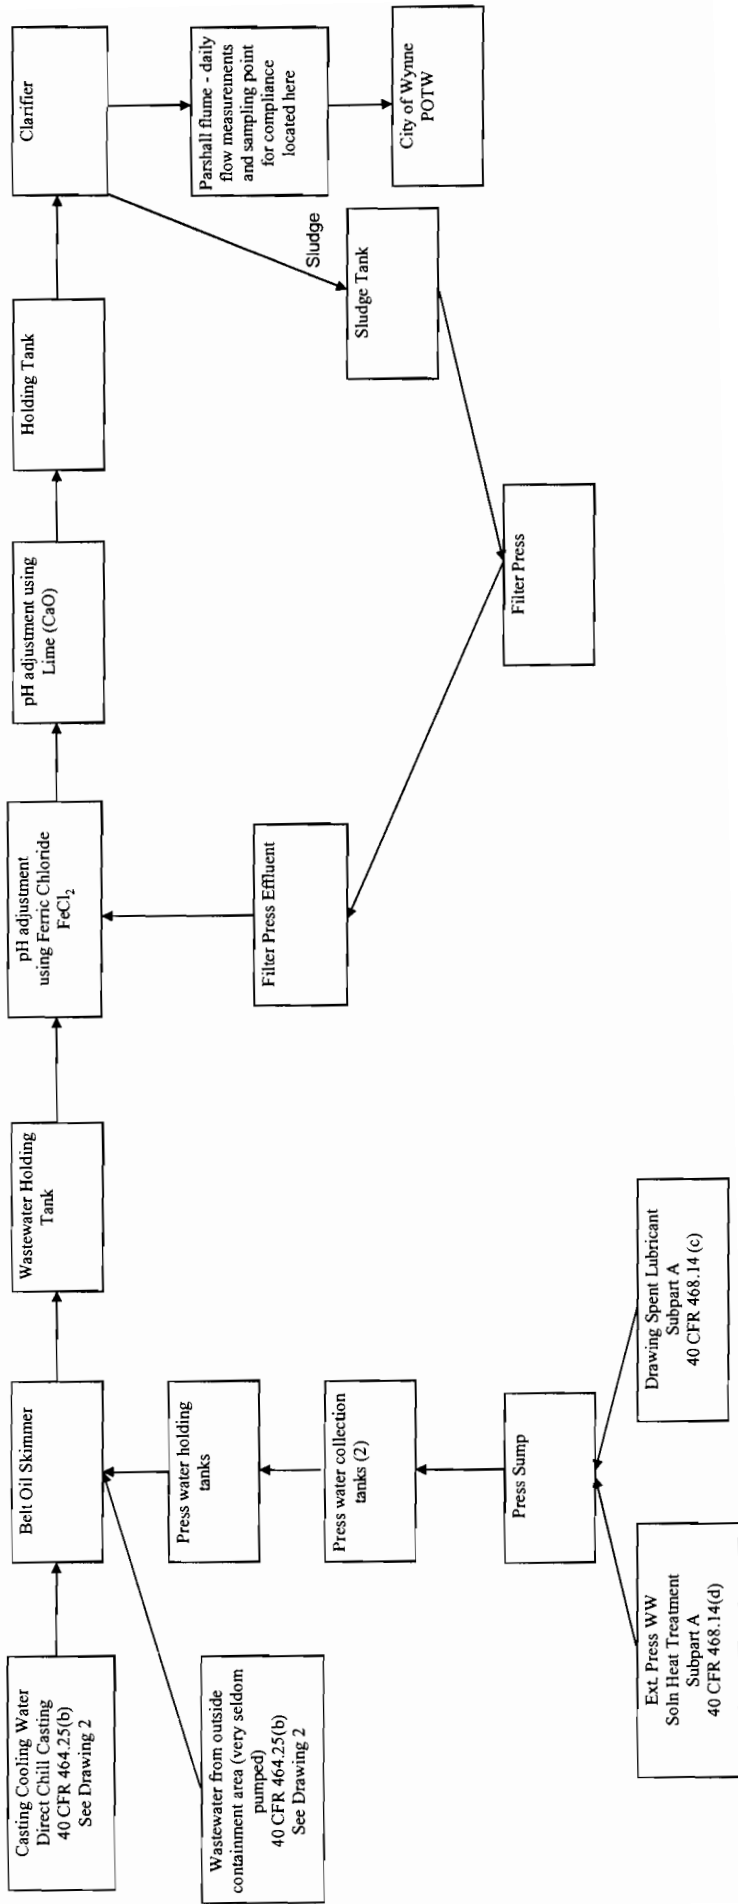 Casting Cooling Water
Direct Chill Casting
40 CFR 464.25(b)
See Drawing 2
Belt Oil Skimmer
Wastewater Holding
Tank
pH adjustment
using Ferric Chloride
FeCl₂
pH adjustment using
Lime (CaO)
Holding Tank
Clarifier
Wastewater from outside
containment area (very seldom
pumped)
40 CFR 464.25(b)
See Drawing 2
Press water holding
tanks
Filter Press Effluent
Parshall flume - daily
flow measurements
and sampling point
for compliance
located here
Sludge
Press water collection
tanks (2)
Sludge Tank
City of Wynne
POTW
Press Sump
Filter Press
Ext. Press WW
Soln Heat Treatment
Subpart A
40 CFR 468.14(d)
Drawing Spent Lubricant
Subpart A
40 CFR 468.14 (c)